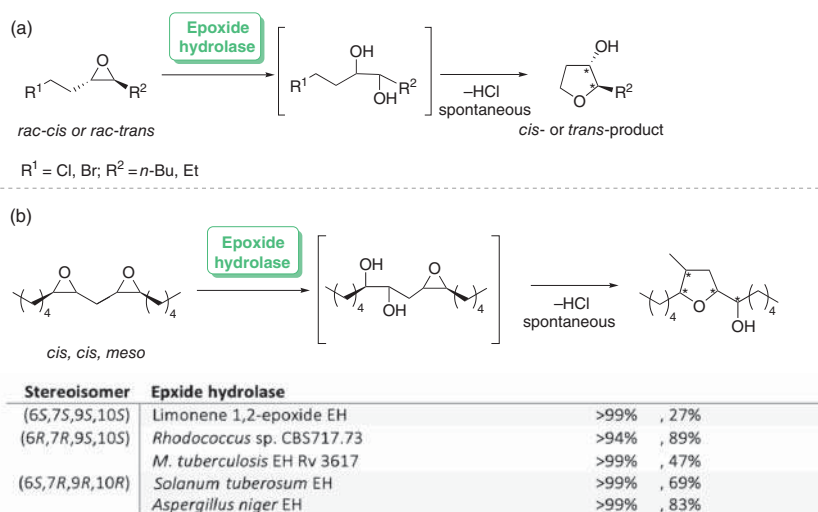 (a)
Epoxide
hydrolase
O
R1
R2
rac-cis or rac-trans
OH
R1
R2
OH
–HCl
spontaneous
OH
O
R2
*
*
cis- or trans-product
R1 = Cl, Br; R2 = n-Bu, Et
(b)
Epoxide
hydrolase
O
O
( )4
( )4
cis, cis, meso
OH
O
( )4
OH
( )4
–HCl
spontaneous
*
*
*
*
( )4
O
( )4
OH
Stereoisomer Epxide hydrolase
(6S,7S,9S,10S) Limonene 1,2-epoxide EH >99% , 27%
(6R,7R,9S,10S) Rhodococcus sp. CBS717.73 >94% , 89%
M. tuberculosis EH Rv 3617 >99% , 47%
(6S,7R,9R,10R) Solanum tuberosum EH >99% , 69%
Aspergillus niger EH >99% , 83%